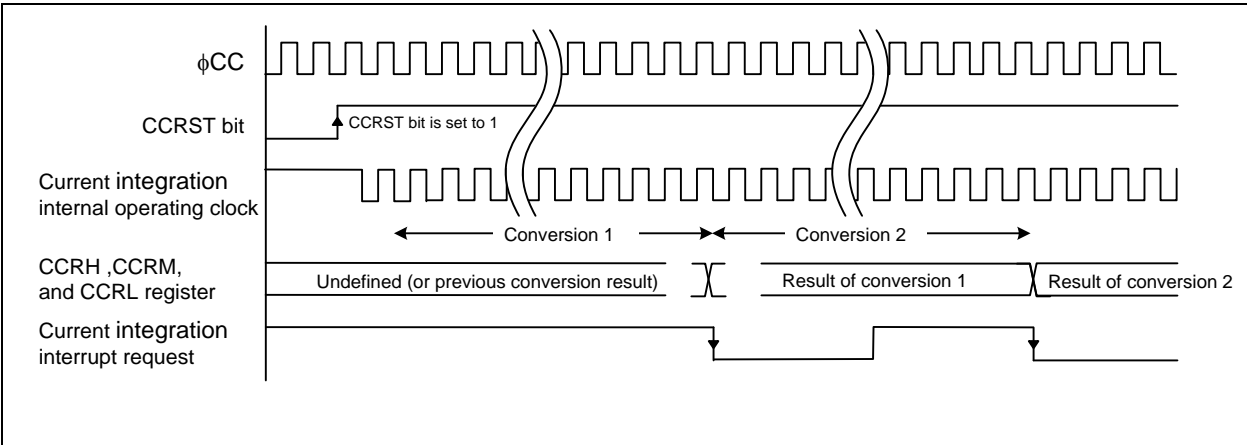 ϕCC
CCRST bit
CCRST bit is set to 1
Current integration
internal operating clock
Conversion 1
Conversion 2
CCRH ,CCRM,
and CCRL register
Undefined (or previous conversion result)
Result of conversion 1
Result of conversion 2
Current integration
interrupt request